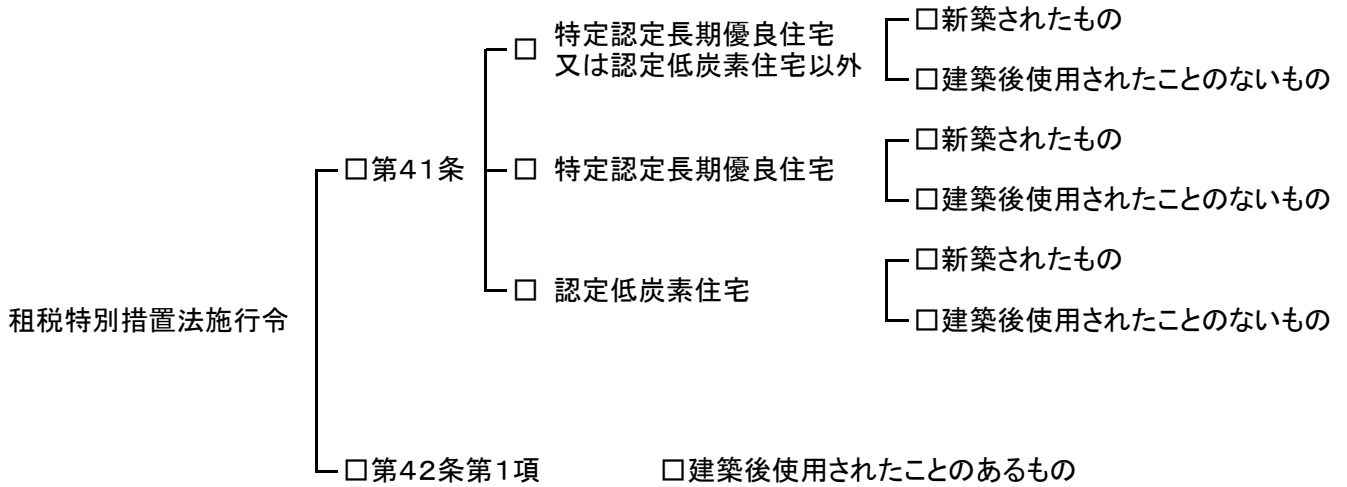 □新築されたもの
□ 特定認定長期優良住宅
又は認定低炭素住宅以外
□建築後使用されたことのないもの
□新築されたもの
□第41条
□ 特定認定長期優良住宅
□建築後使用されたことのないもの
□新築されたもの
□ 認定低炭素住宅
租税特別措置法施行令
□建築後使用されたことのないもの
□第42条第1項
□建築後使用されたことのあるもの